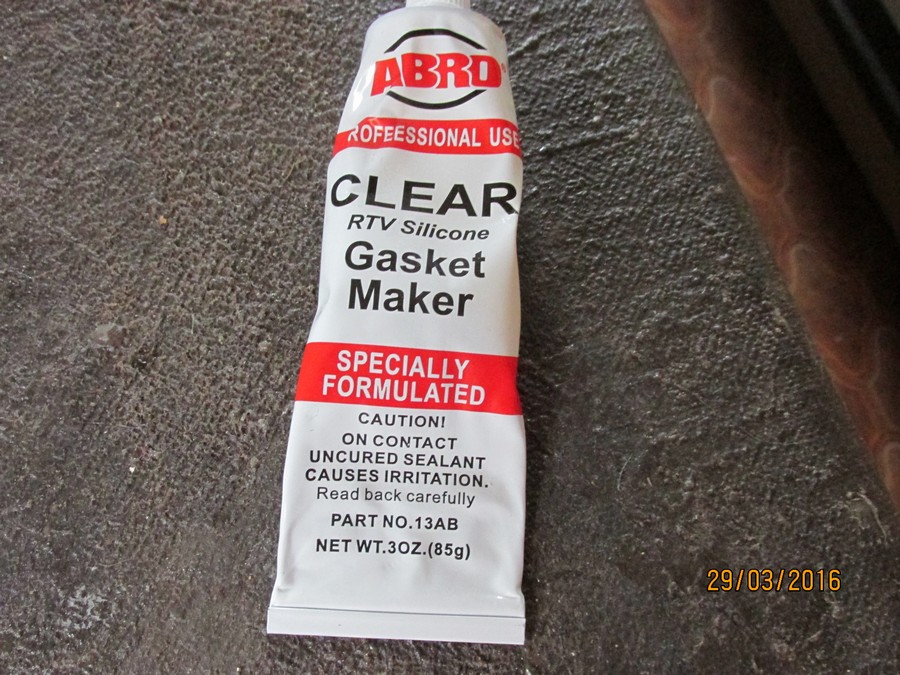 ABRO
ROFEESSIONAL USE
CLEAR
RTV Silicone
Gasket
Maker
SPECIALLY
FORMULATED
CAUTION!
ON CONTACT
UNCURED SEALANT
CAUSES IRRITATION.
Read back carefully
PART NO.13AB
NET WT.3OZ.(85g)
29/03/2016